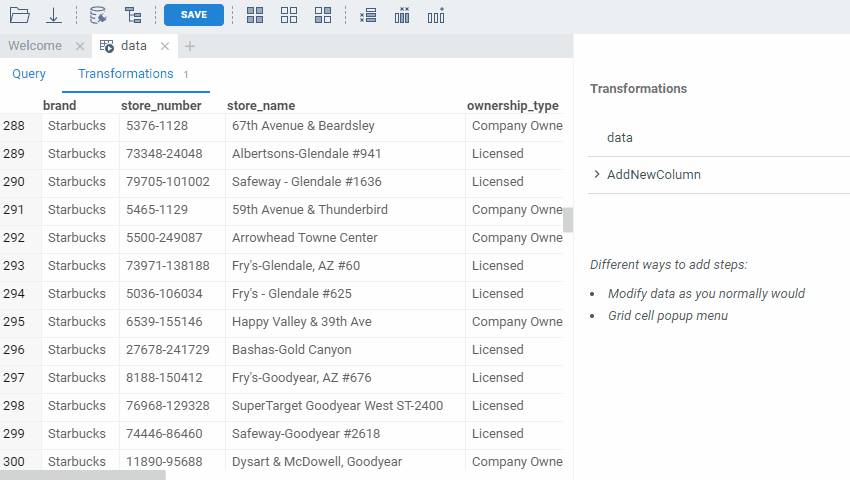 SAVE
Welcome × data × +
Query Transformations 1
brand store_number store_name ownership_type
288 Starbucks 5376-1128 67th Avenue & Beardsley Company Owne
289 Starbucks 73348-24048 Albertsons-Glendale #941 Licensed
290 Starbucks 79705-101002 Safeway - Glendale #1636 Licensed
291 Starbucks 5465-1129 59th Avenue & Thunderbird Company Owne
292 Starbucks 5500-249087 Arrowhead Towne Center Company Owne
293 Starbucks 73971-138188 Fry's-Glendale, AZ #60 Licensed
294 Starbucks 5036-106034 Fry's - Glendale #625 Licensed
295 Starbucks 6539-155146 Happy Valley & 39th Ave Company Owne
296 Starbucks 27678-241729 Bashas-Gold Canyon Licensed
297 Starbucks 8188-150412 Fry's-Goodyear, AZ #676 Licensed
298 Starbucks 76968-129328 SuperTarget Goodyear West ST-2400 Licensed
299 Starbucks 74446-86460 Safeway-Goodyear #2618 Licensed
300 Starbucks 11890-95688 Dysart & McDowell, Goodyear Company Owne
Transformations
data
AddNewColumn
Different ways to add steps:
• Modify data as you normally would
• Grid cell popup menu